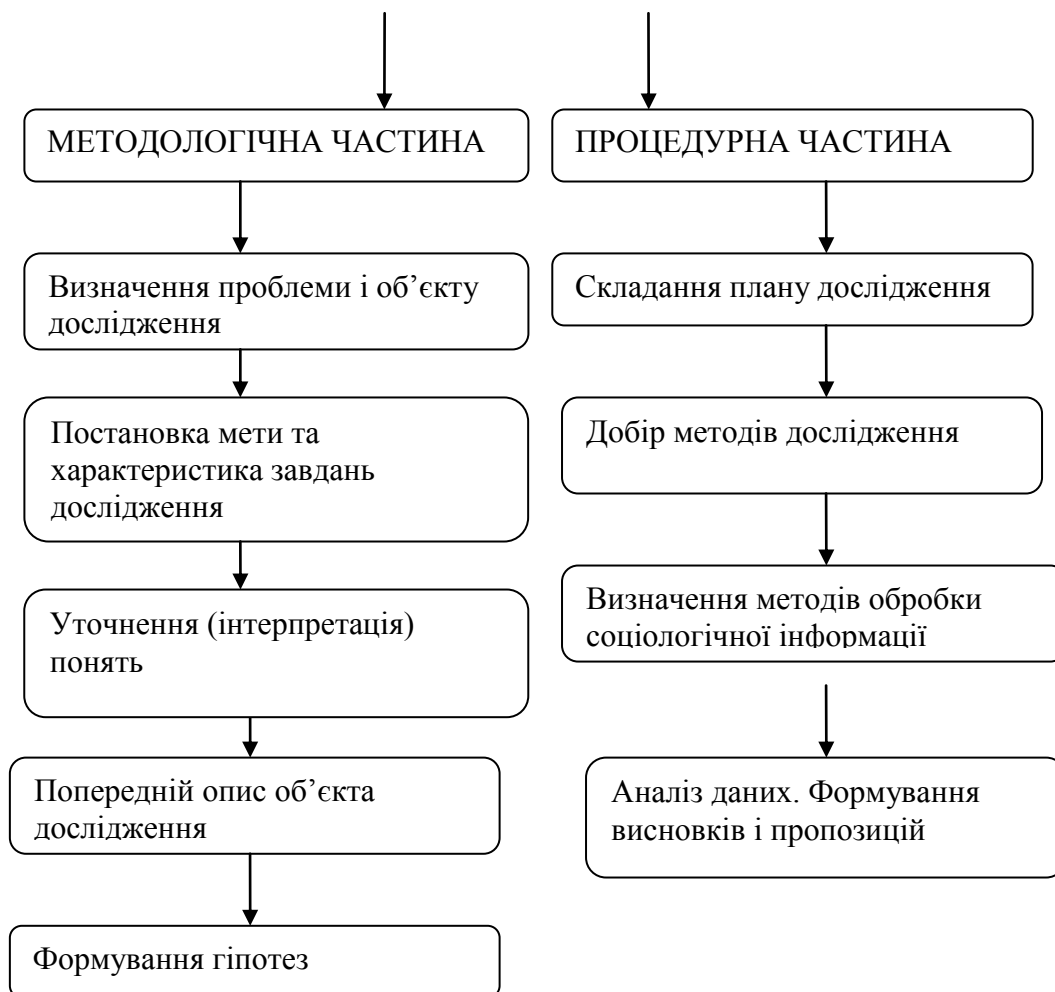 МЕТОДОЛОГІЧНА ЧАСТИНА
Визначення проблеми і об’єкту
дослідження
Постановка мети та
характеристика завдань
дослідження
Уточнення (інтерпретація)
понять
Попередній опис об’єкта
дослідження
Формування гіпотез
ПРОЦЕДУРНА ЧАСТИНА
Складання плану дослідження
Добір методів дослідження
Визначення методів обробки
соціологічної інформації
Аналіз даних. Формування
висновків і пропозицій